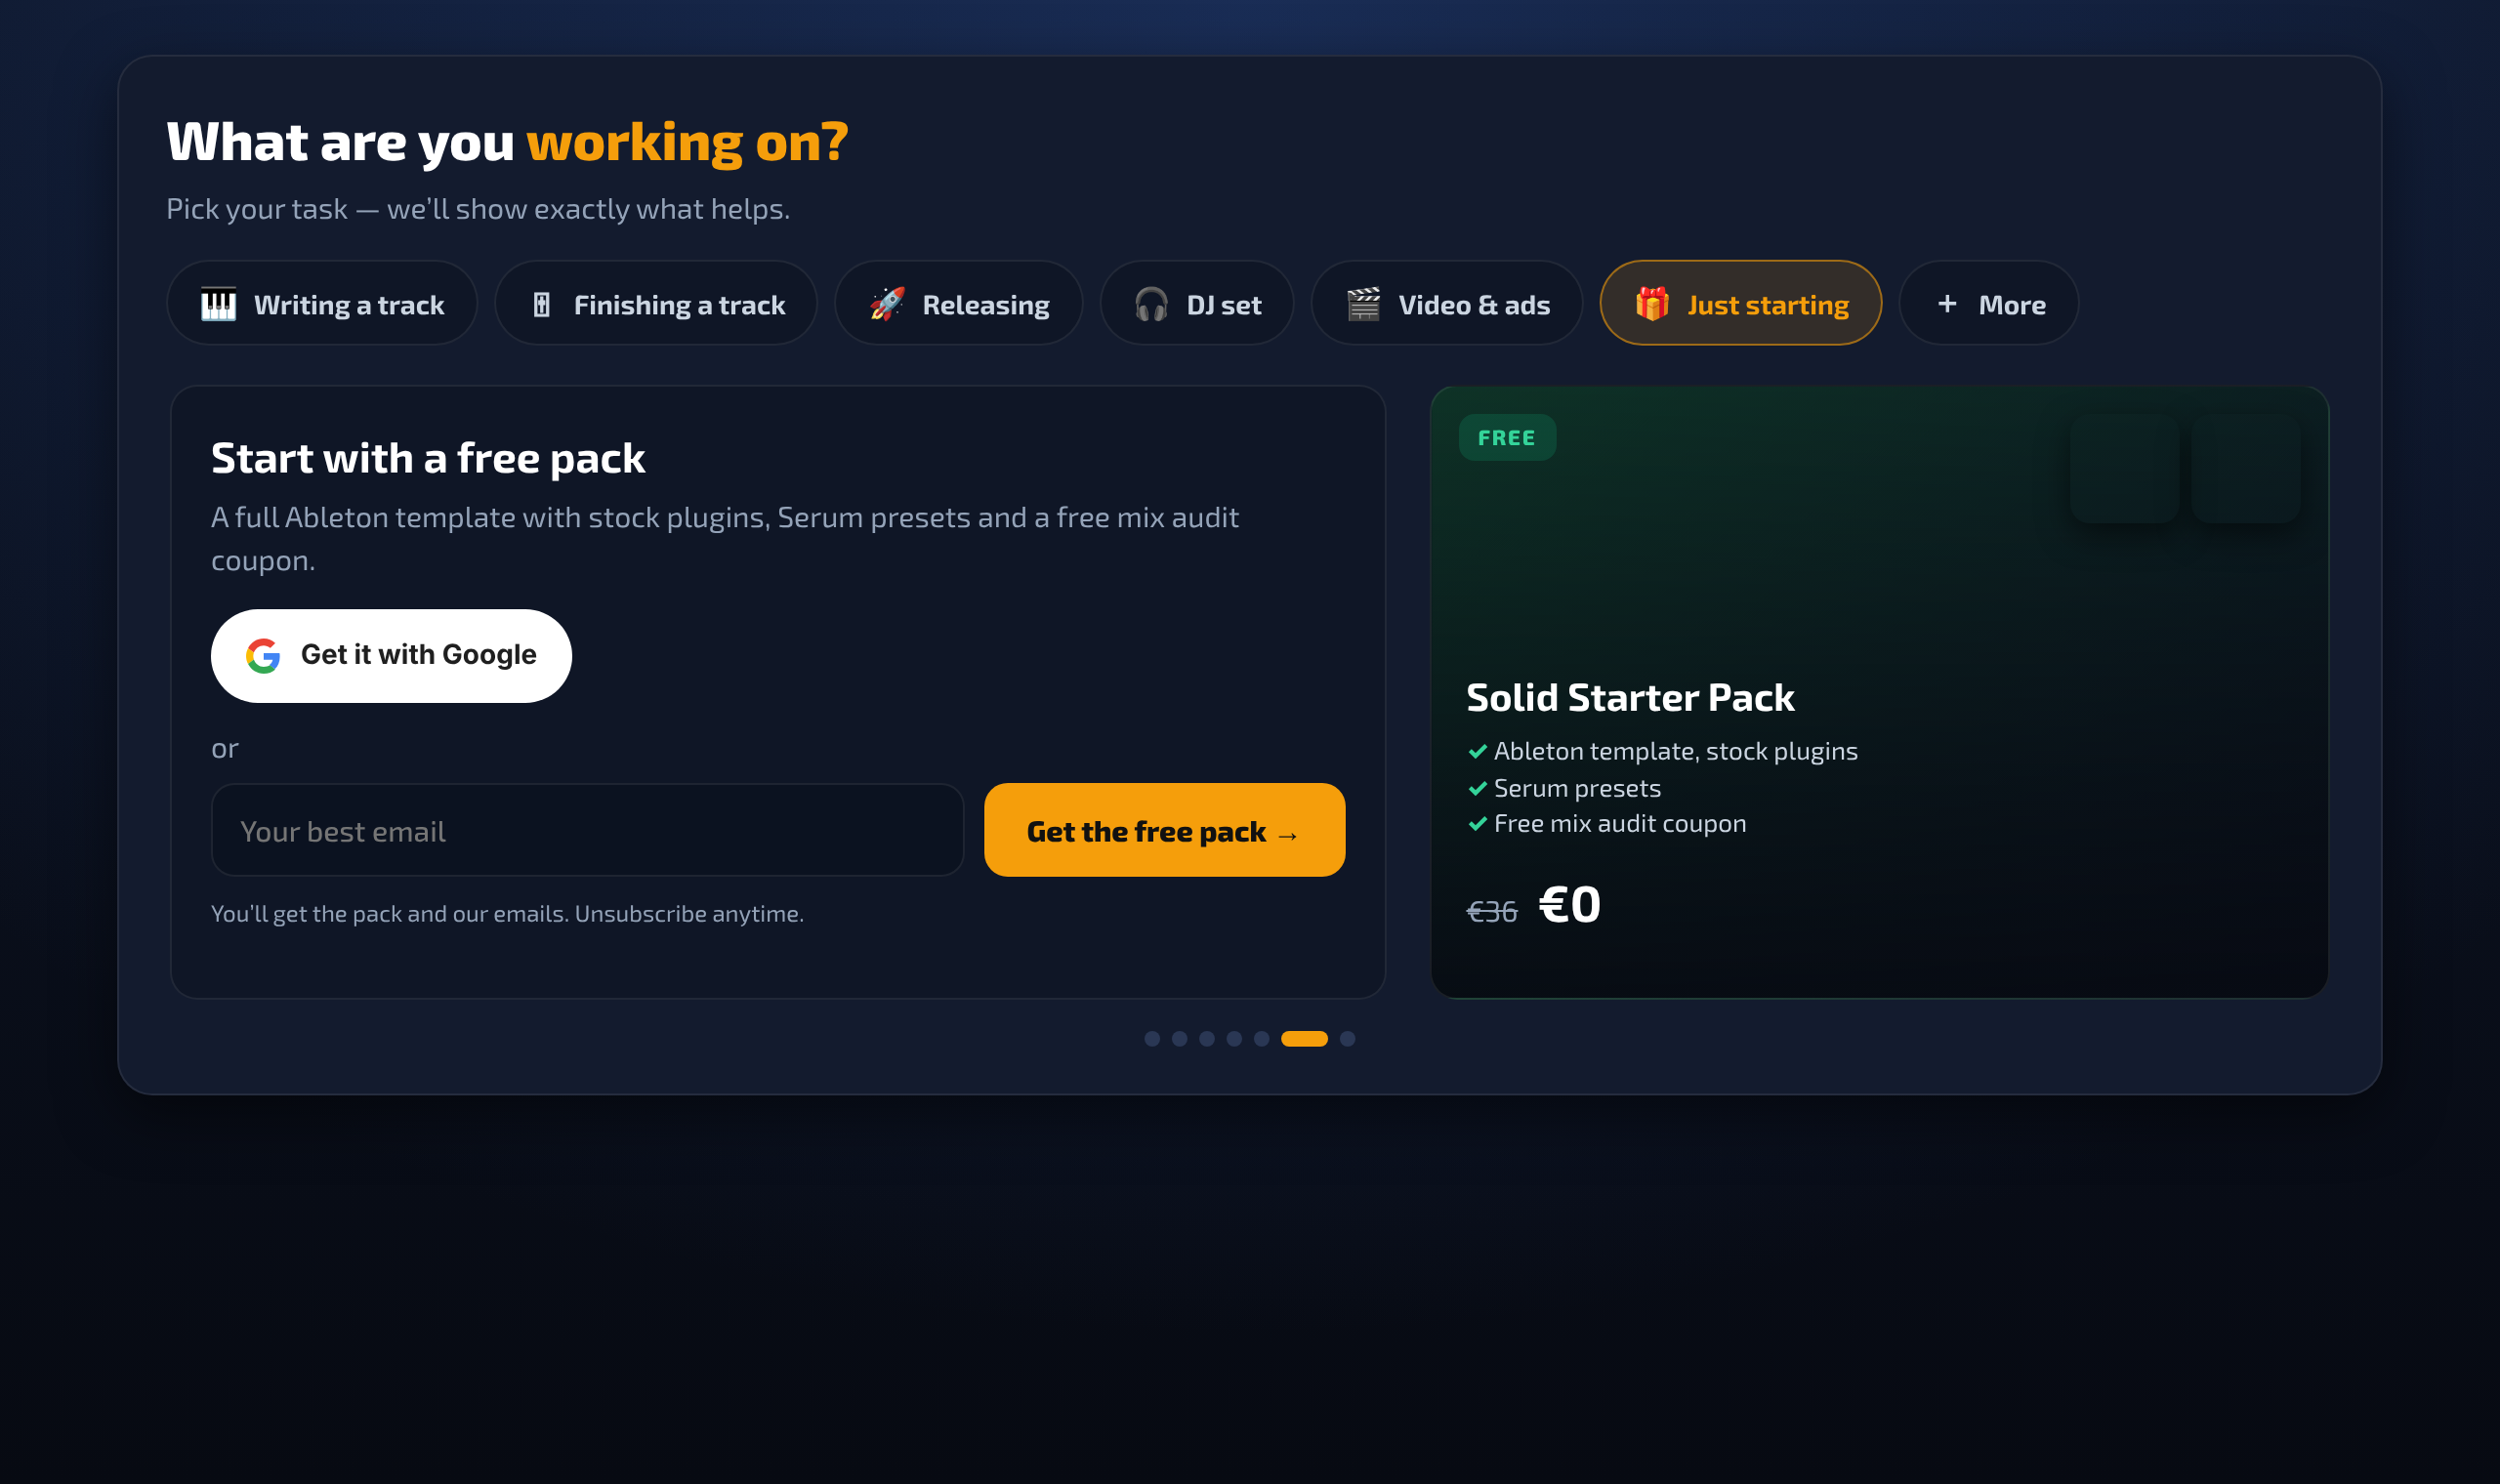 What are you working on?
Pick your task — we’ll show exactly what helps.
Writing a track
Finishing a track
Releasing
DJ set
Video & ads
Just starting
+ More
Start with a free pack
A full Ableton template with stock plugins, Serum presets and a free mix audit
coupon.
Get it with Google
or
Your best email
Get the free pack →
You’ll get the pack and our emails. Unsubscribe anytime.
FREE
Solid Starter Pack
✓ Ableton template, stock plugins
✓ Serum presets
✓ Free mix audit coupon
€36 €0